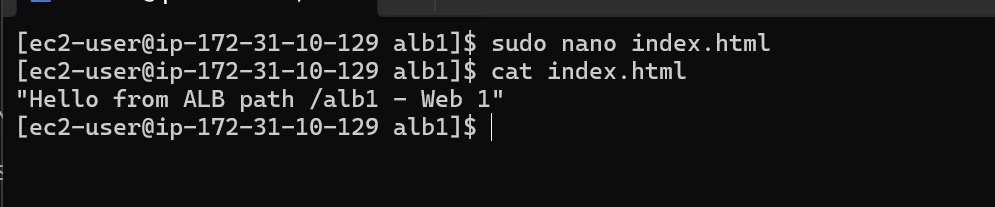 [ec2-user@ip-172-31-10-129 alb1]$ sudo nano index.html
[ec2-user@ip-172-31-10-129 alb1]$ cat index.html
"Hello from ALB path /alb1 - Web 1"
[ec2-user@ip-172-31-10-129 alb1]$